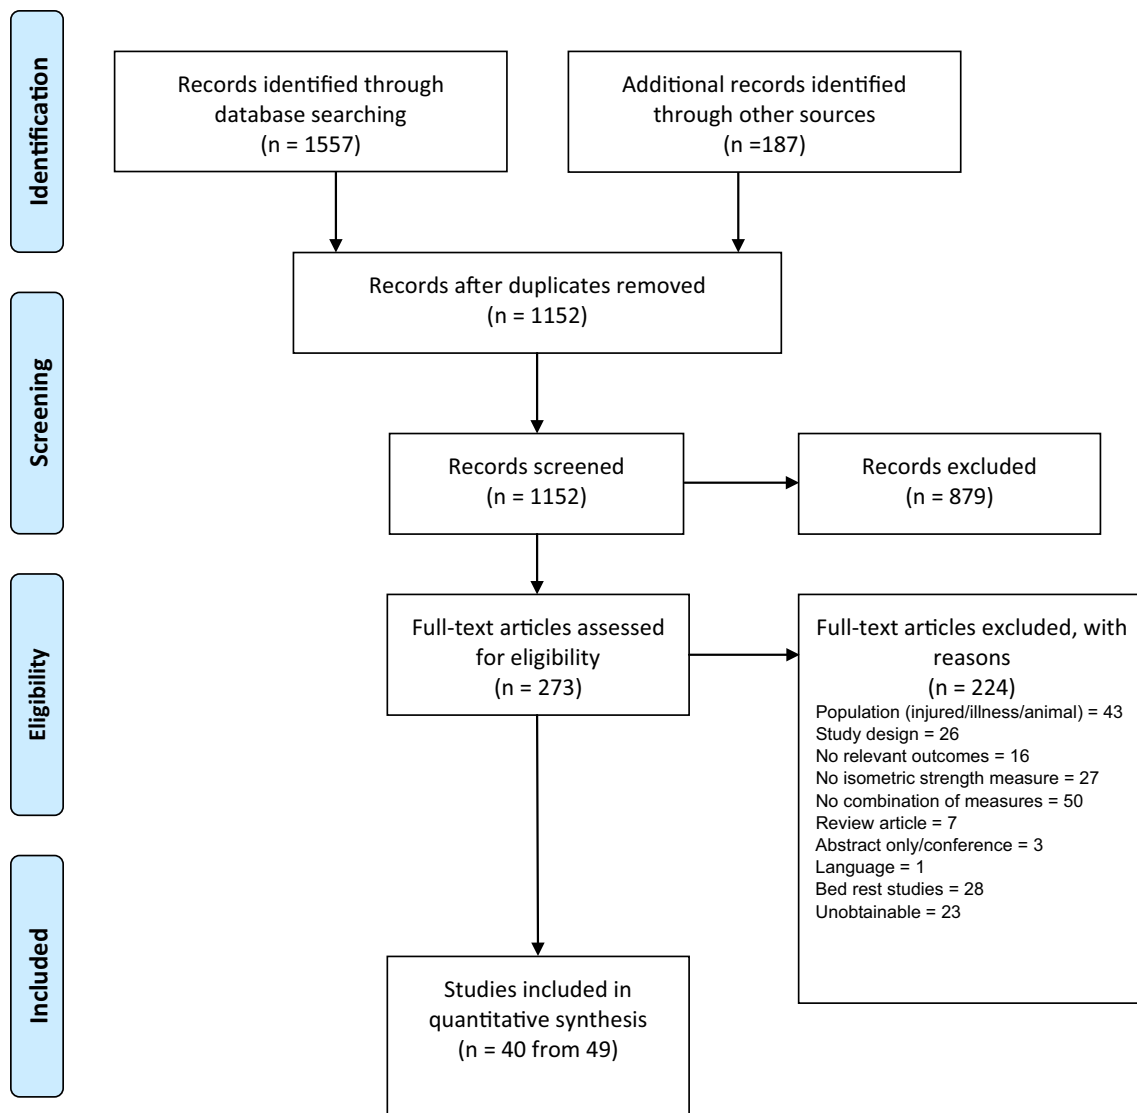 Identification
Records identified through
database searching
(n = 1557)
Additional records identified
through other sources
(n =187)
Records after duplicates removed
(n = 1152)
Screening
Records screened
(n = 1152)
Records excluded
(n = 879)
Eligibility
Full-text articles assessed
for eligibility
(n = 273)
Full-text articles excluded, with
reasons
(n = 224)
Population (injured/illness/animal) = 43
Study design = 26
No relevant outcomes = 16
No isometric strength measure = 27
No combination of measures = 50
Review article = 7
Abstract only/conference = 3
Language = 1
Bed rest studies = 28
Unobtainable = 23
Included
Studies included in
quantitative synthesis
(n = 40 from 49)